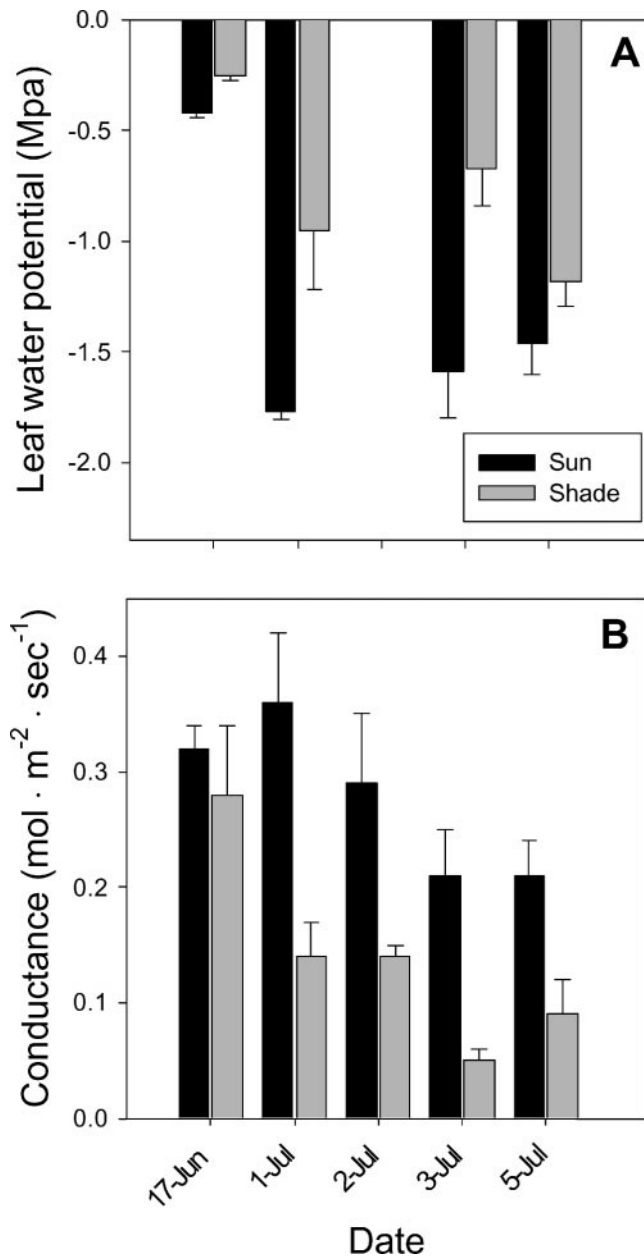 A
Leaf water potential (Mpa)
0.0
-0.5
-1.0
-1.5
-2.0
Sun
Shade
B
Conductance (mol · m⁻² · sec⁻¹)
0.4
0.3
0.2
0.1
0.0
17-Jun
1-Jul
2-Jul
3-Jul
5-Jul
Date